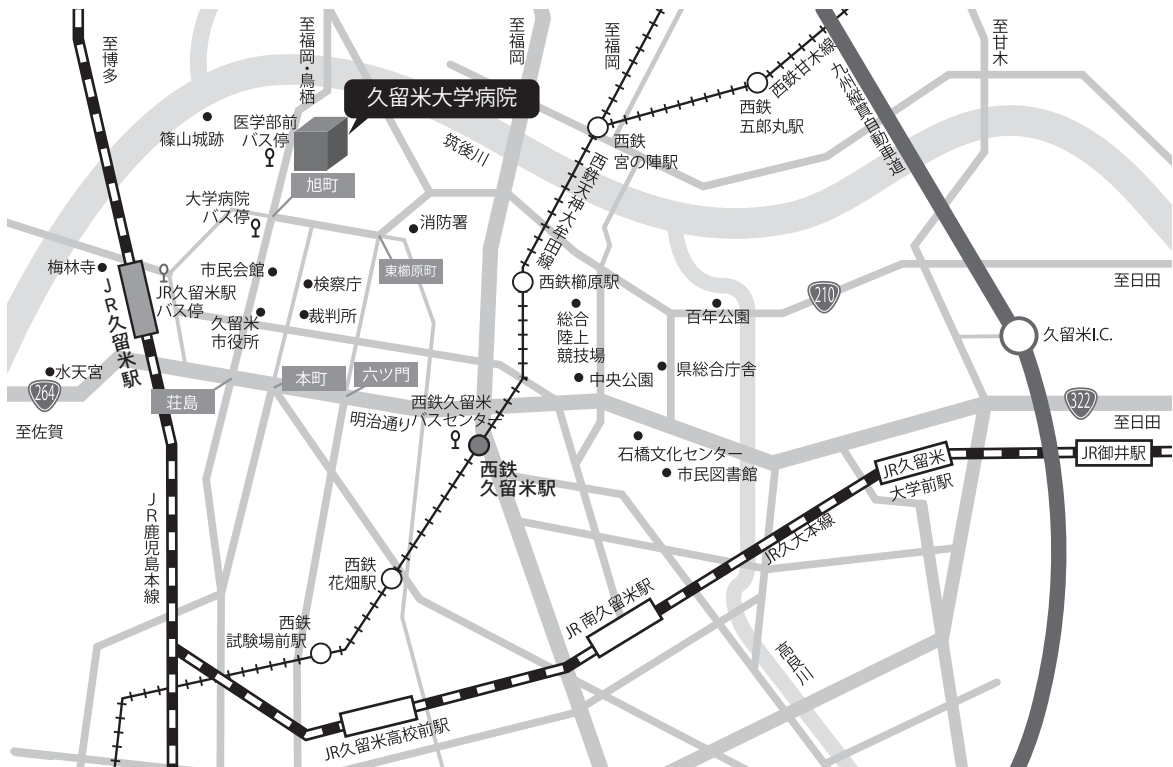 至博多
至福岡・鳥栖
至福岡
至福岡
至甘木
久留米大学病院
篠山城跡
医学部前
バス停
旭町
筑後川
西鉄
宮の陣駅
西鉄
五郎丸駅
西鉄甘木線
九州縦貫自動車道
西鉄天神大牟田線
大学病院
バス停
消防署
東櫛原町
梅林寺
JR久留米駅
JR久留米駅
バス停
市民会館
検察庁
久留米
市役所
裁判所
西鉄櫛原駅
総合
陸上
競技場
百年公園
210
至日田
久留米I.C.
水天宮
264
至佐賀
荘島
本町
六ツ門
中央公園
県総合庁舎
322
至日田
西鉄久留米
バスセンター
明治通り
西鉄
久留米駅
石橋文化センター
市民図書館
JR久留米
大学前駅
JR御井駅
JR鹿児島本線
JR久大本線
西鉄
花畑駅
西鉄
試験場前駅
JR南久留米駅
高良川
JR久留米高校前駅